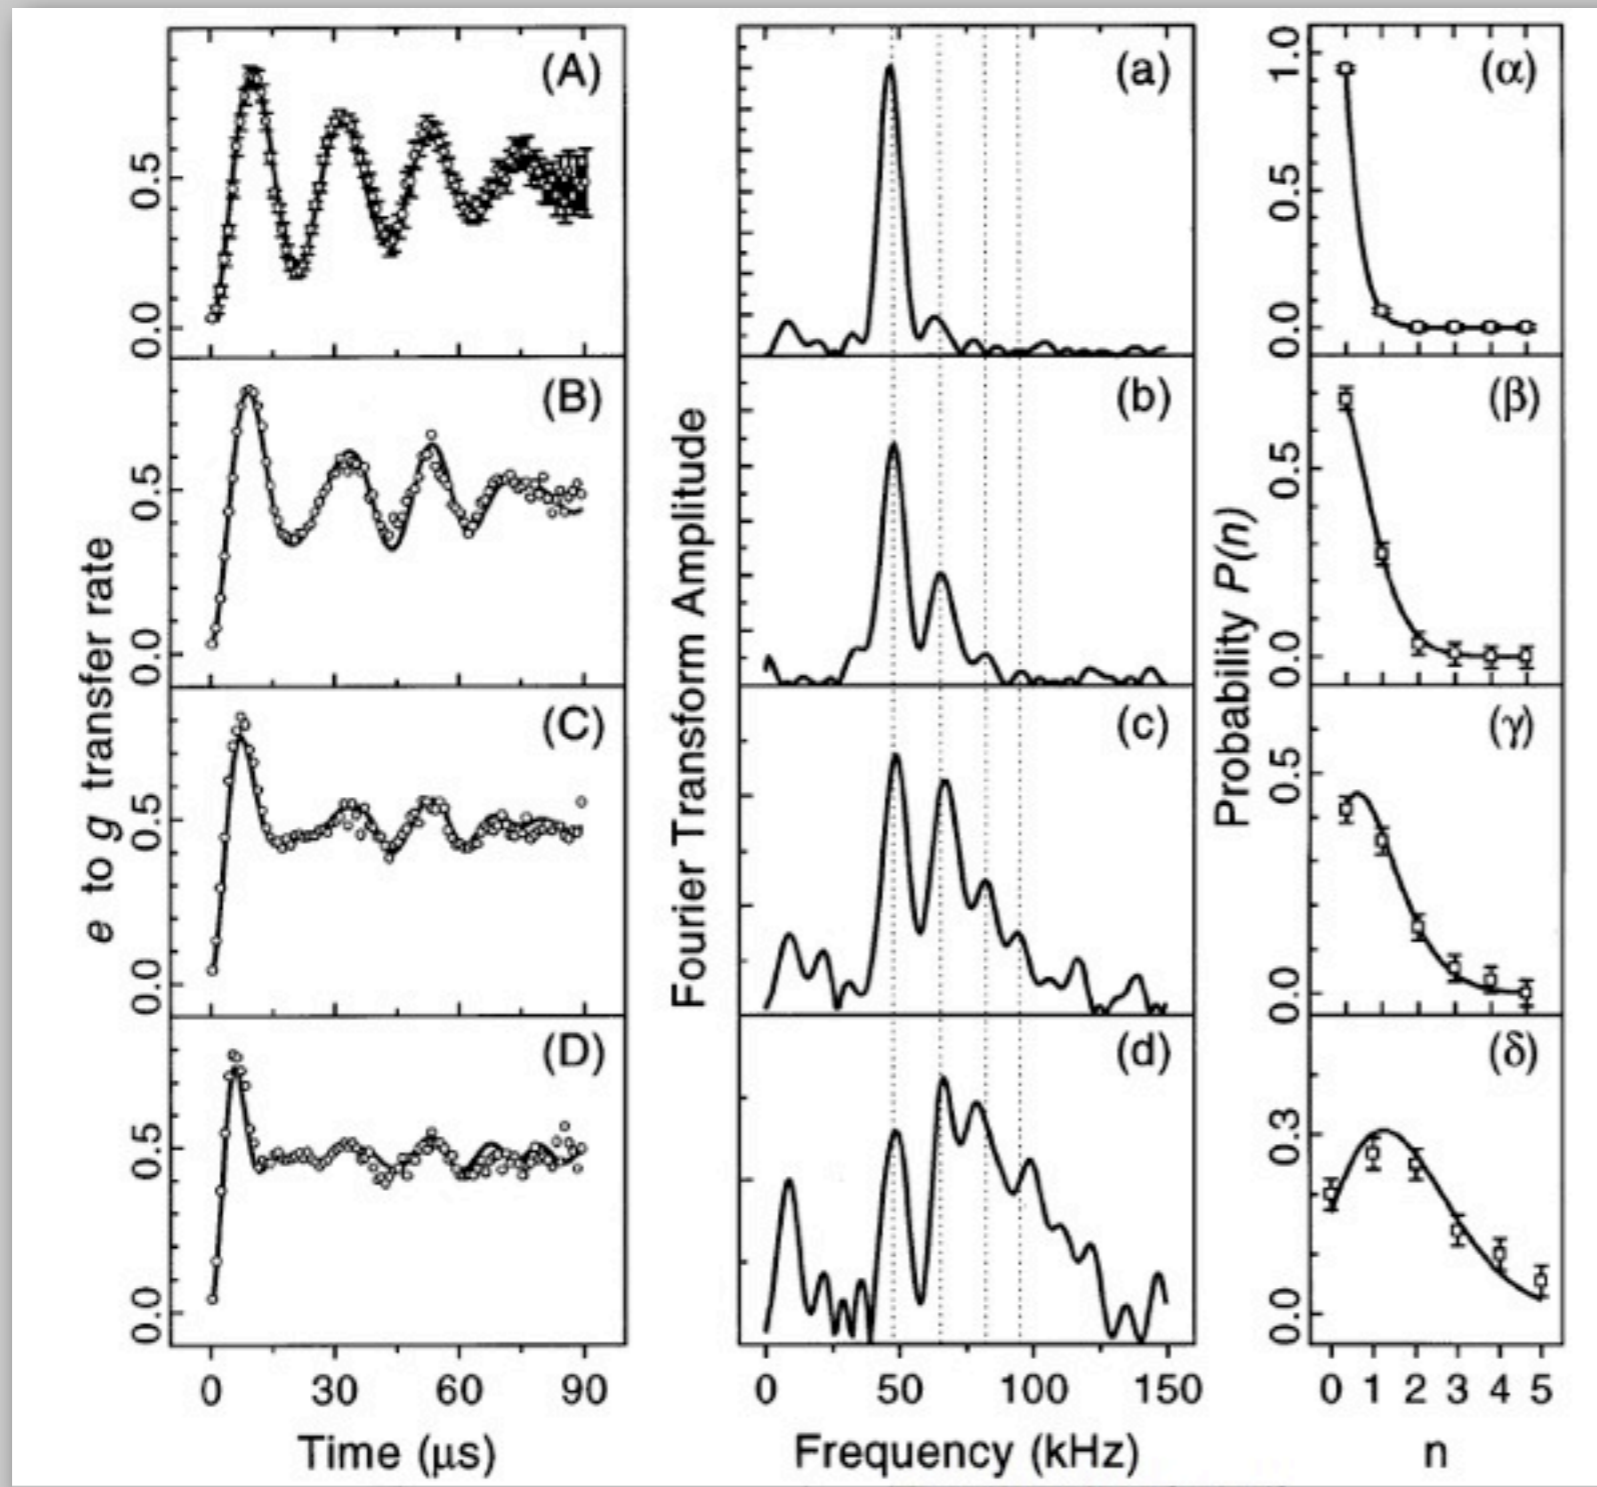 e to g transfer rate
(A)
0.5
0.0
(B)
0.5
0.0
(C)
0.5
0.0
(D)
0.5
0.0
0 30 60 90
Time (μs)
Fourier Transform Amplitude
(a)
(b)
(c)
(d)
0 50 100 150
Frequency (kHz)
Probability P(n)
(α)
1.0
0.5
0.0
(β)
0.5
0.0
(γ)
0.5
0.0
(δ)
0.3
0.0
0 1 2 3 4 5
n